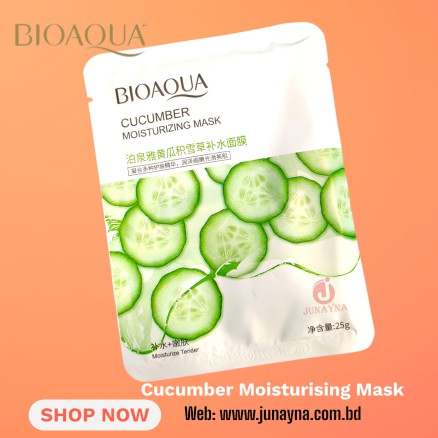 BIOAQUA
BIOAQUA
CUCUMBER
MOISTURIZING MASK
泊泉雅黄瓜积雪草补水面膜
JUNAYNA
净含量:25g
补水+嫩肤
Moisturize Tender
Cucumber Moisturising Mask
SHOP NOW
Web: www.junayna.com.bd